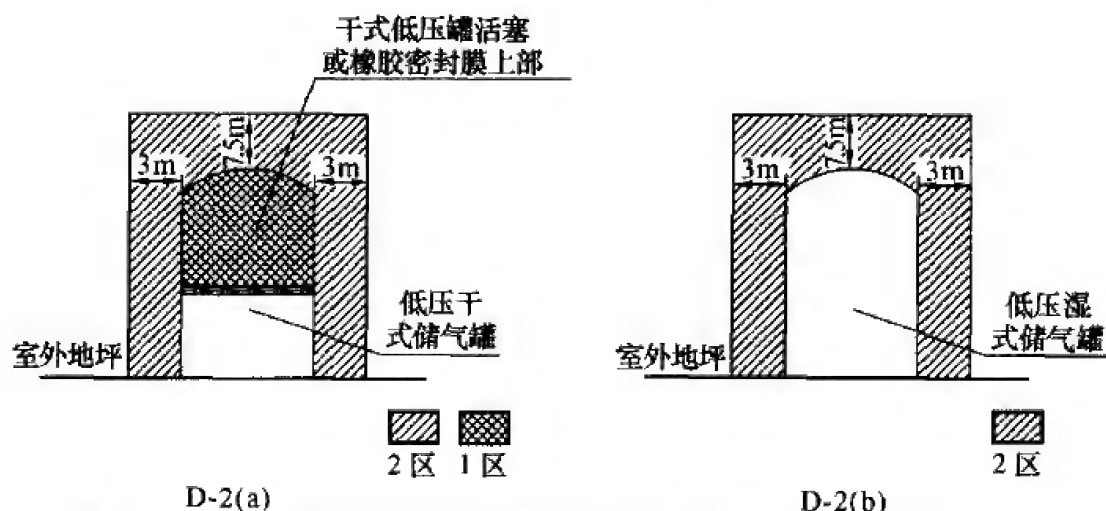 干式低压罐活塞
或橡胶密封膜上部
3m
7.5m
3m
低压干
式储气罐
室外地坪
2区
1区
D-2(a)
3m
7.5m
3m
低压湿
式储气罐
室外地坪
2区
D-2(b)